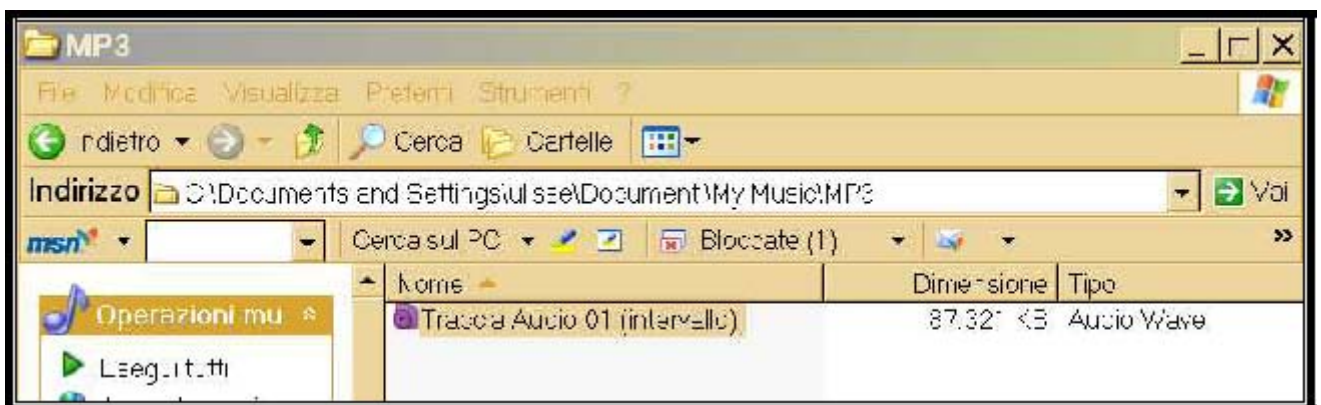 MP3
File Modifica Visualizza Preferiti Strumenti ?
Indietro Cerca Cartelle
Indirizzo C:\Documents and Settings\ulisse\Documenti\My Music\MP3 Vai
msn Cerca sul PC Bloccate (1) »
Nome Dimensione Tipo
Operazioni mu Traccia Audio 01 (intervallo) 87.321 KB Audio Wave
Esegui tutti